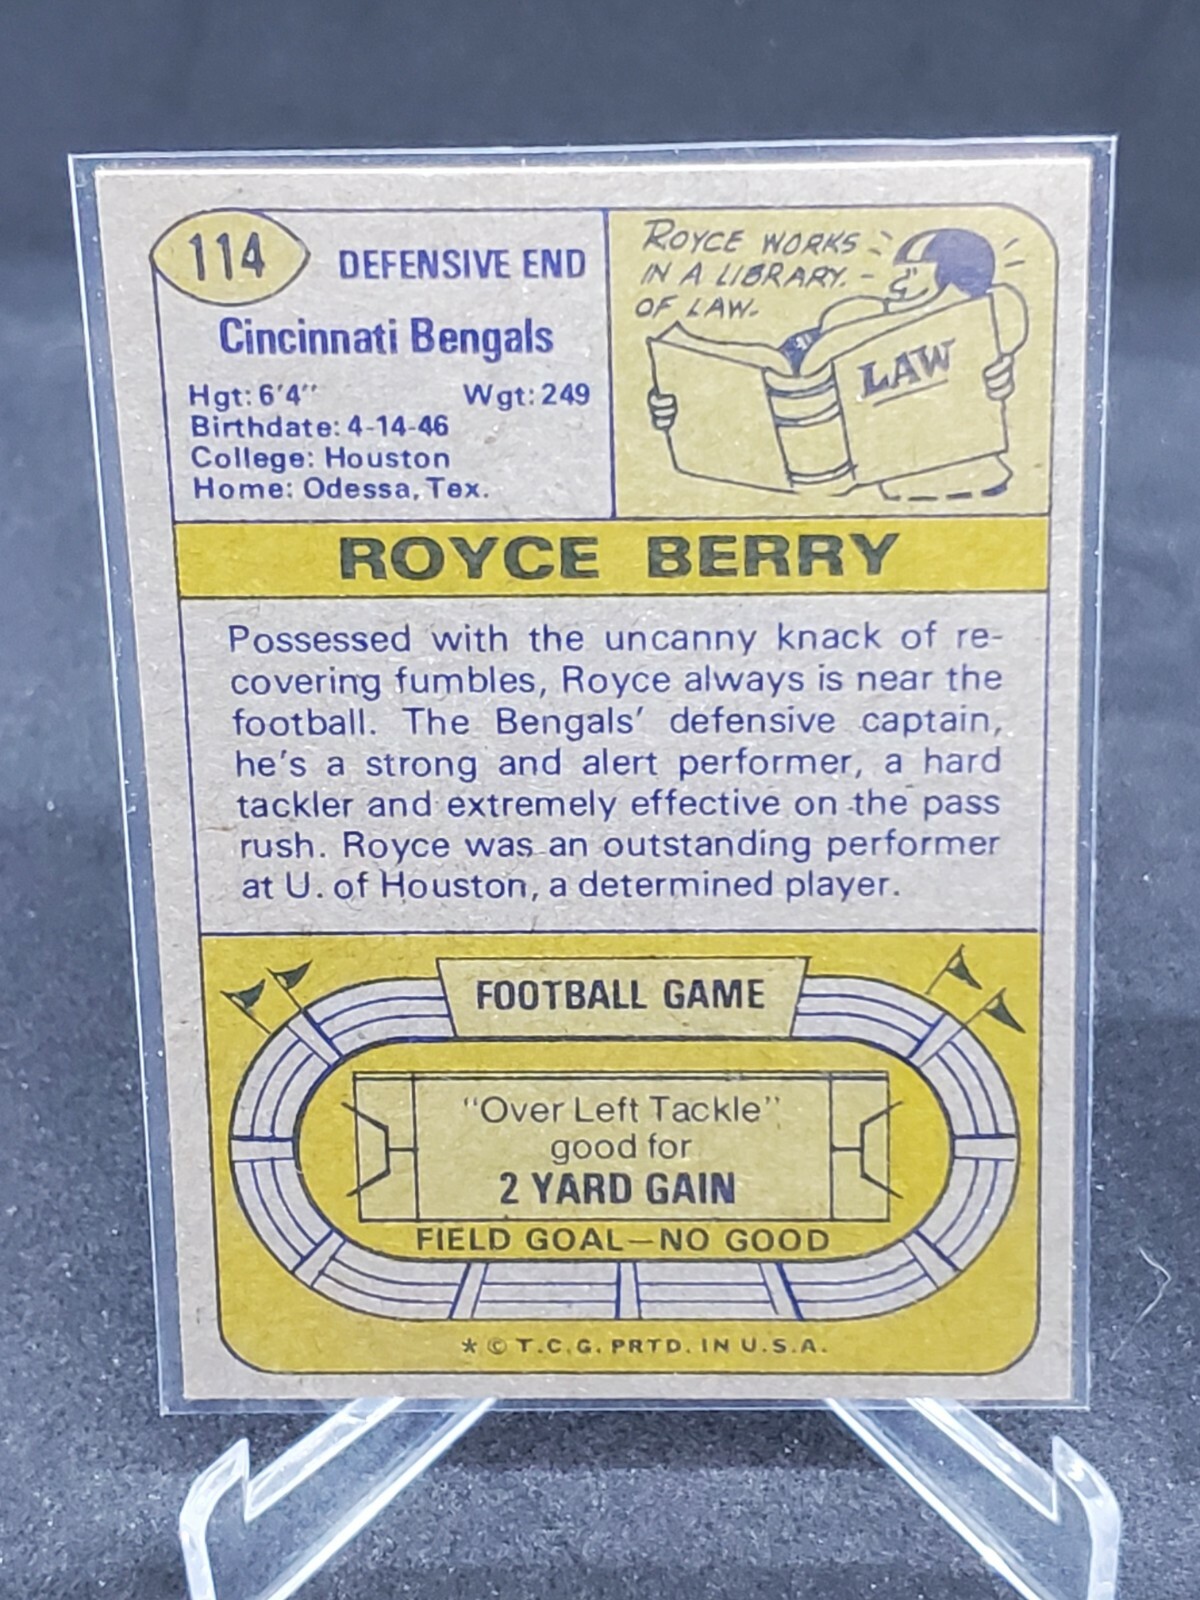 114
DEFENSIVE END
Cincinnati Bengals
Hgt: 6'4" Wgt: 249
Birthdate: 4-14-46
College: Houston
Home: Odessa, Tex.
ROYCE WORKS
IN A LIBRARY.
OF LAW.
LAW
ROYCE BERRY
Possessed with the uncanny knack of re-
covering fumbles, Royce always is near the
football. The Bengals' defensive captain,
he's a strong and alert performer, a hard
tackler and extremely effective on the pass
rush. Royce was an outstanding performer
at U. of Houston, a determined player.
FOOTBALL GAME
"Over Left Tackle"
good for
2 YARD GAIN
FIELD GOAL—NO GOOD
* © T.C.G. PRTD. IN U.S.A.